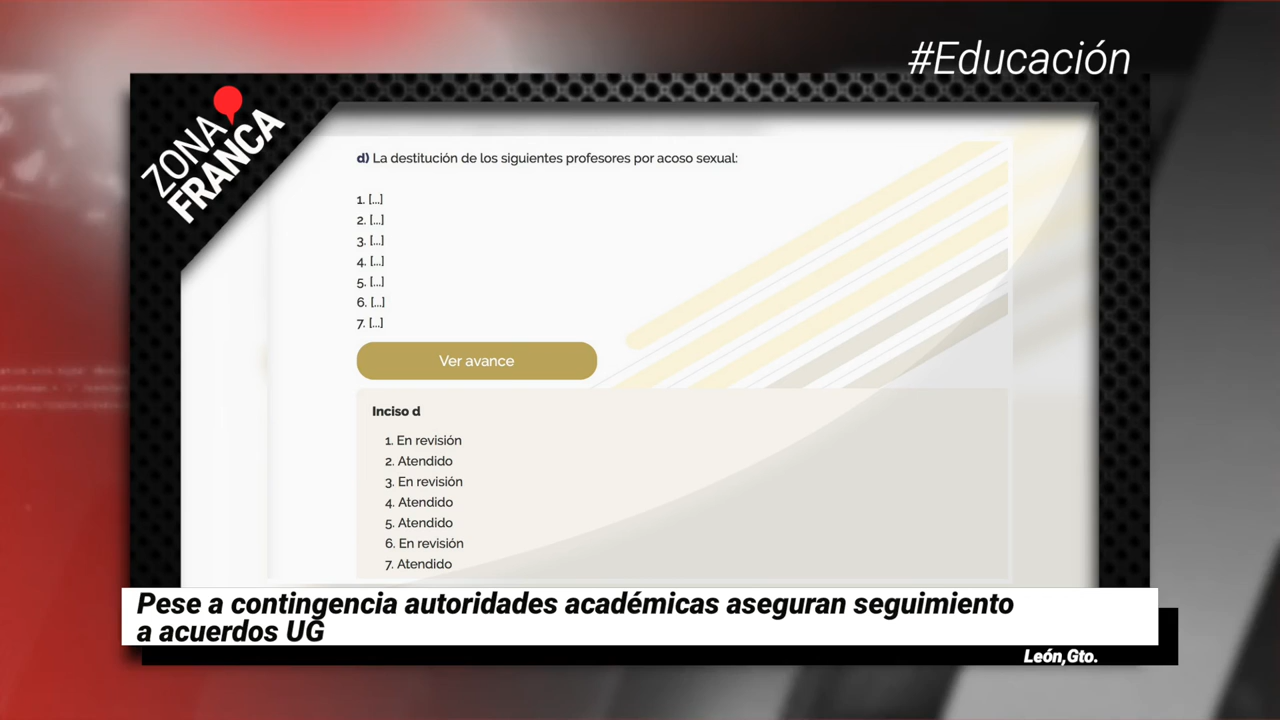 #Educación
ZONA
FRANCA
d) La destitución de los siguientes profesores por acoso sexual:
1. [...]
2. [...]
3. [...]
4. [...]
5. [...]
6. [...]
7. [...]
Ver avance
Inciso d
1. En revisión
2. Atendido
3. En revisión
4. Atendido
5. Atendido
6. En revisión
7. Atendido
Pese a contingencia autoridades académicas aseguran seguimiento
a acuerdos UG
León,Gto.